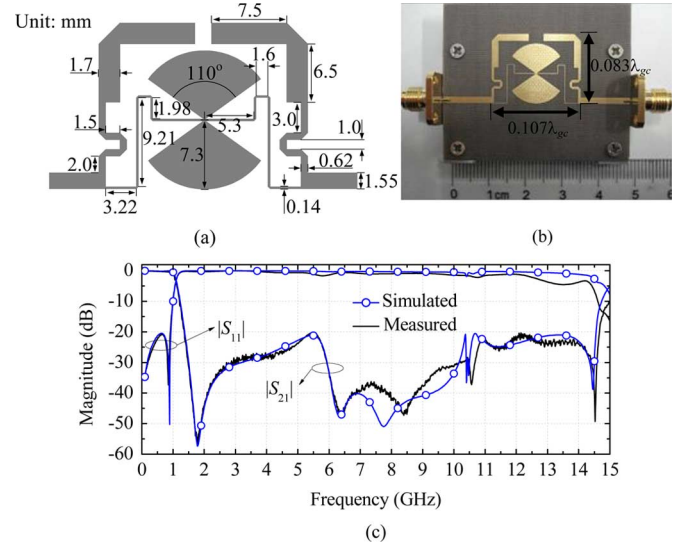 Unit: mm
7.5
1.7
1.6
110°
6.5
1.98
1.5
9.21
5.3
3.0
1.0
7.3
2.0
0.62
1.55
3.22
0.14
(a)
0.083λgc
0.107λgc
0 1cm 2 3 4 5 6
(b)
0
-10
-20
-30
-40
-50
-60
Magnitude (dB)
Simulated
Measured
|S11|
|S21|
0 1 2 3 4 5 6 7 8 9 10 11 12 13 14 15
Frequency (GHz)
(c)